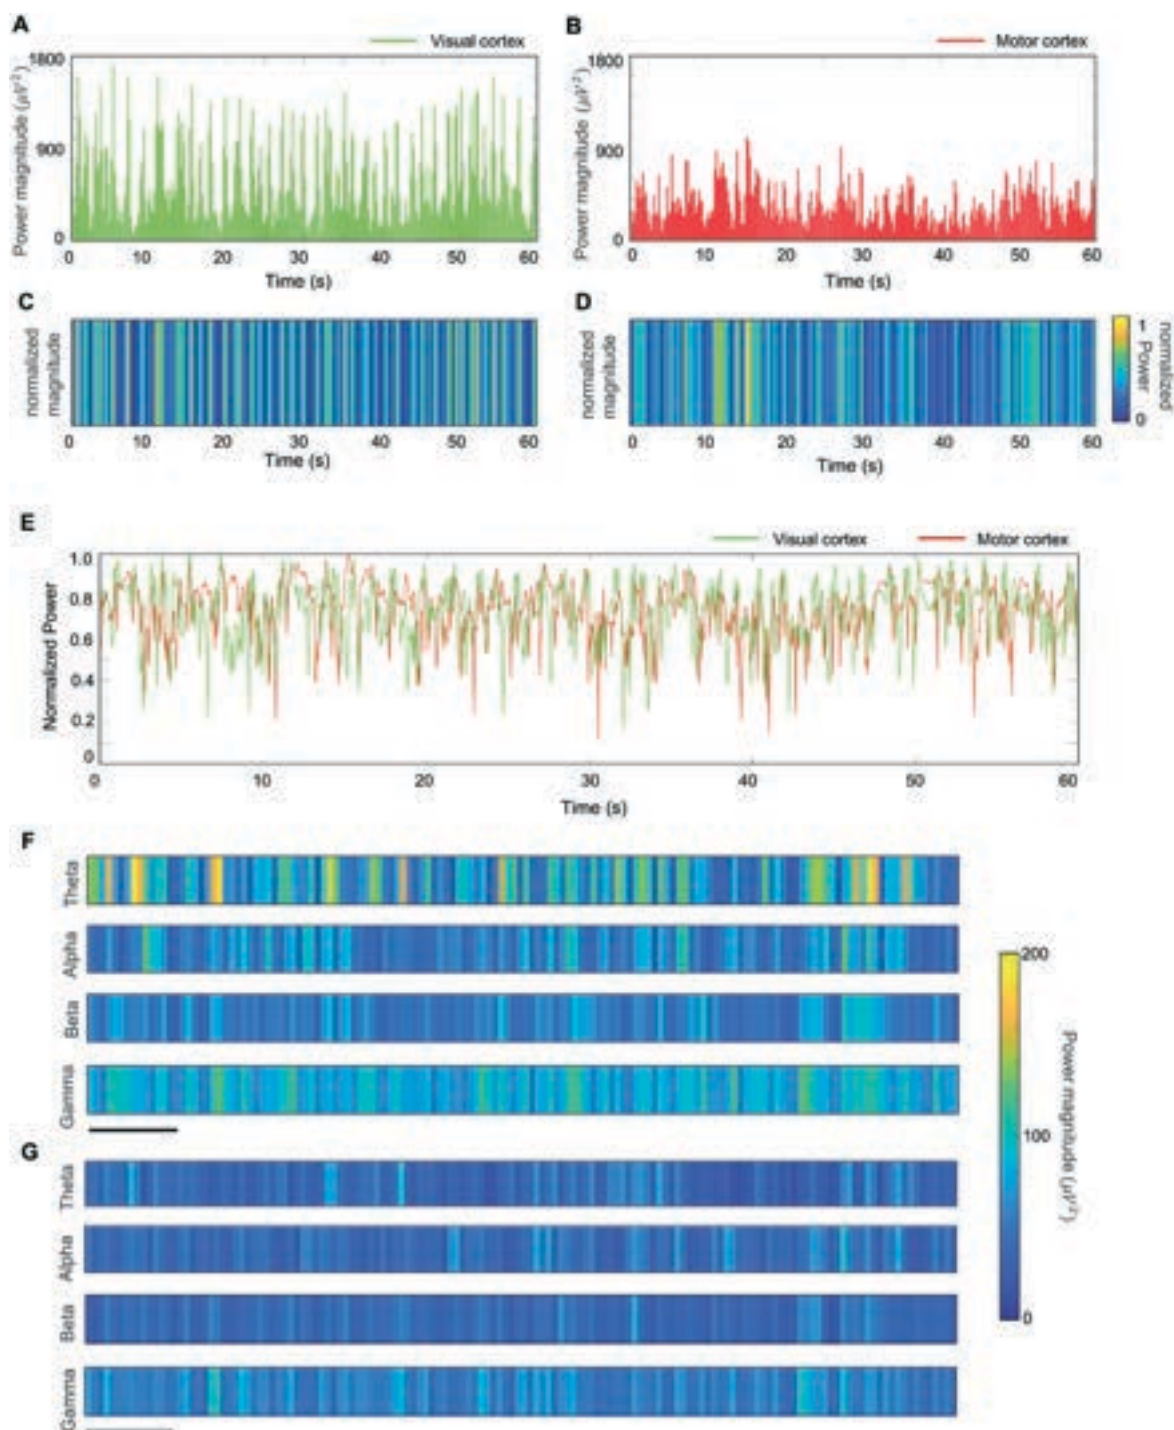 A
Visual cortex
Power magnitude (μV²)
1800
900
0
0 10 20 30 40 50 60
Time (s)
B
Motor cortex
Power magnitude (μV²)
1800
900
0
0 10 20 30 40 50 60
Time (s)
C
normalized
magnitude
0 10 20 30 40 50 60
Time (s)
D
normalized
magnitude
0 10 20 30 40 50 60
Time (s)
1
0
normalized
Power
E
Visual cortex
Motor cortex
Normalized Power
1.0
0.8
0.6
0.4
0.2
0
0 10 20 30 40 50 60
Time (s)
F
Theta
Alpha
Beta
Gamma
G
Theta
Alpha
Beta
Gamma
200
100
0
Power magnitude (μV²)